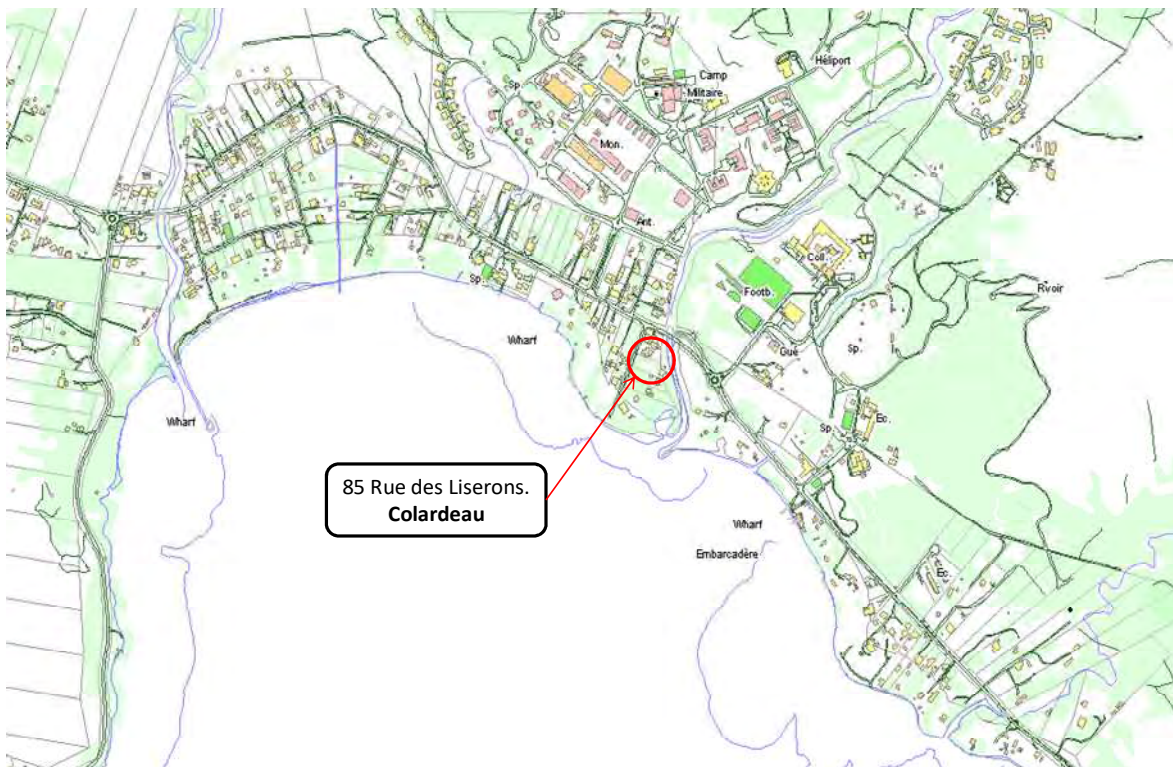 Héliport
Camp
Militaire
Sp.
Mon.
Ant.
Coll.
Rvoir
Footb.
Sp.
Wharf
Gué
Sp.
Wharf
Sp.
Ec.
85 Rue des Liserons.
Colardeau
Wharf
Embarcadère
Ec.